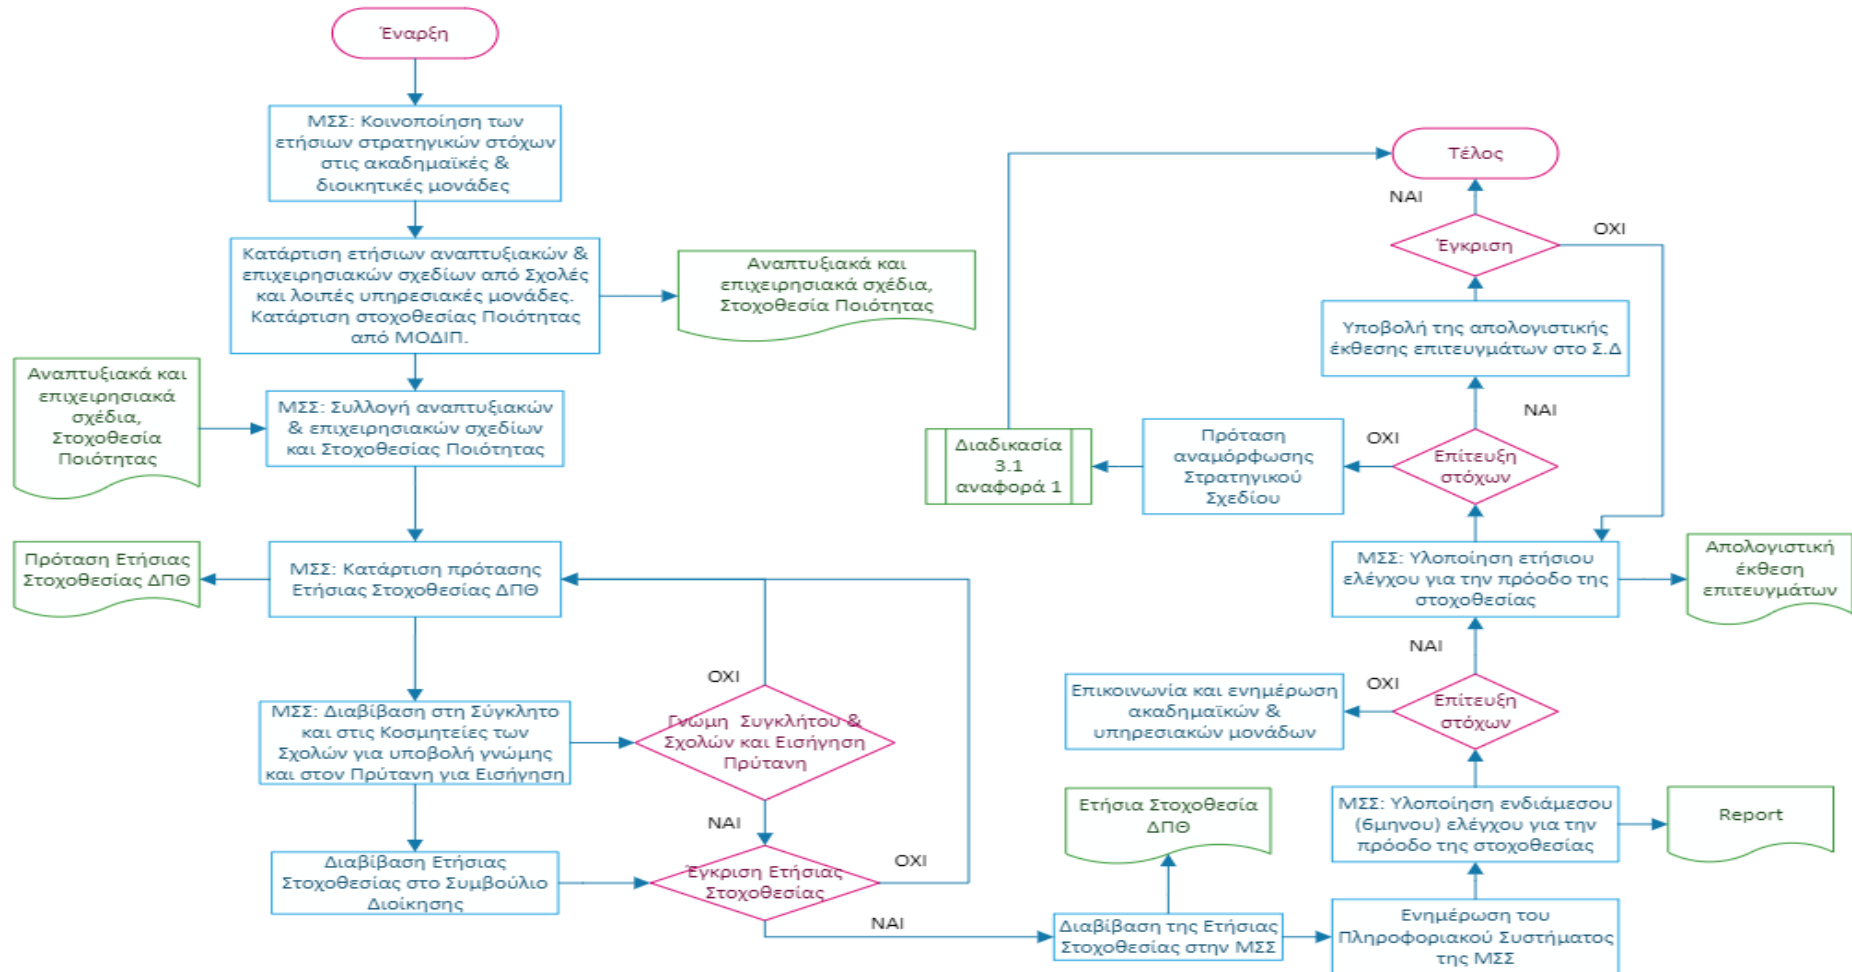 Έναρξη
ΜΣΣ: Κοινοποίηση των
ετήσιων στρατηγικών στόχων
στις ακαδημαϊκές &
διοικητικές μονάδες
Κατάρτιση ετήσιων αναπτυξιακών &
επιχειρησιακών σχεδίων από Σχολές
και λοιπές υπηρεσιακές μονάδες.
Κατάρτιση στοχοθεσίας Ποιότητας
από ΜΟΔΙΠ.
Αναπτυξιακά και
επιχειρησιακά σχέδια,
Στοχοθεσία Ποιότητας
Αναπτυξιακά και
επιχειρησιακά
σχέδια,
Στοχοθεσία
Ποιότητας
ΜΣΣ: Συλλογή αναπτυξιακών
& επιχειρησιακών σχεδίων
και Στοχοθεσίας Ποιότητας
Πρόταση Ετήσιας
Στοχοθεσίας ΔΠΘ
ΜΣΣ: Κατάρτιση πρότασης
Ετήσιας Στοχοθεσίας ΔΠΘ
ΟΧΙ
ΜΣΣ: Διαβίβαση στη Σύγκλητο
και στις Κοσμητείες των
Σχολών για υποβολή γνώμης
και στον Πρύτανη για Εισήγηση
Γνώμη Συγκλήτου &
Σχολών και Εισήγηση
Πρύτανη
ΝΑΙ
Διαβίβαση Ετήσιας
Στοχοθεσίας στο Συμβούλιο
Διοίκησης
Έγκριση Ετήσιας
Στοχοθεσίας
ΟΧΙ
ΝΑΙ
Διαβίβαση της Ετήσιας
Στοχοθεσίας στην ΜΣΣ
Ετήσια Στοχοθεσία
ΔΠΘ
Ενημέρωση του
Πληροφοριακού Συστήματος
της ΜΣΣ
ΜΣΣ: Υλοποίηση ενδιάμεσου
(6μηνου) ελέγχου για την
πρόοδο της στοχοθεσίας
Report
Επίτευξη
στόχων
ΟΧΙ
Επικοινωνία και ενημέρωση
ακαδημαϊκών &
υπηρεσιακών μονάδων
ΝΑΙ
ΜΣΣ: Υλοποίηση ετήσιου
ελέγχου για την πρόοδο της
στοχοθεσίας
Απολογιστική
έκθεση
επιτευγμάτων
Επίτευξη
στόχων
ΟΧΙ
Πρόταση
αναμόρφωσης
Στρατηγικού
Σχεδίου
Διαδικασία
3.1
αναφορά 1
ΝΑΙ
Υποβολή της απολογιστικής
έκθεσης επιτευγμάτων στο Σ.Δ
Έγκριση
ΟΧΙ
ΝΑΙ
Τέλος